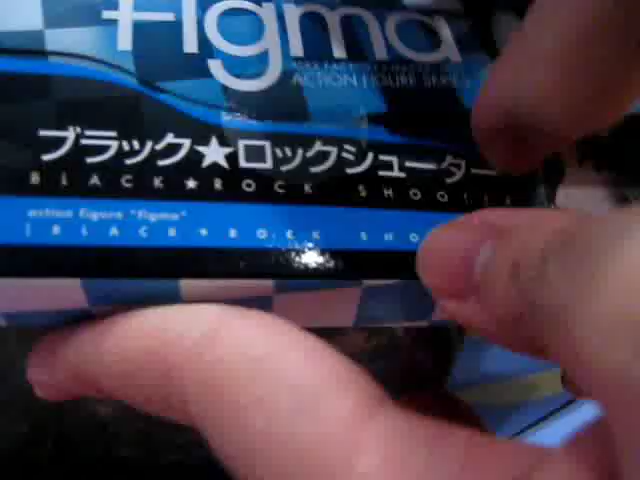 figma
ACTION FIGURE SERIES
ブラック★ロックシューター
BLACK★ROCK SHOOTER
action figure "figma"
BLACK★ROCK SHO